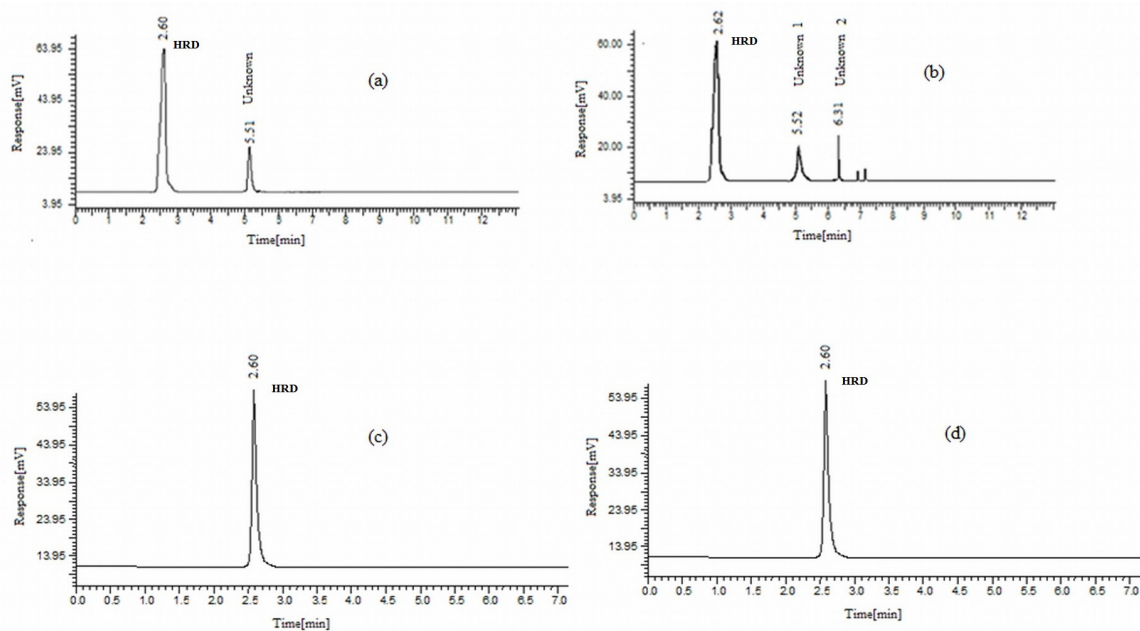 2.60
HRD
5.51 Unknown
(a)
63.95
43.95
23.95
3.95
Response[mV]
0 1 2 3 4 5 6 7 8 9 10 11 12
Time[min]
2.62
HRD
5.52 Unknown 1
6.31 Unknown 2
(b)
60.00
40.00
20.00
3.95
Response[mV]
0 1 2 3 4 5 6 7 8 9 10 11 12
Time[min]
2.60
HRD
(c)
53.95
43.95
33.95
23.95
13.95
Response[mV]
0.0 0.5 1.0 1.5 2.0 2.5 3.0 3.5 4.0 4.5 5.0 5.5 6.0 6.5 7.0
Time[min]
2.60
HRD
(d)
53.95
43.95
33.95
23.95
13.95
Response[mV]
0.0 0.5 1.0 1.5 2.0 2.5 3.0 3.5 4.0 4.5 5.0 5.5 6.0 6.5 7.0
Time[min]